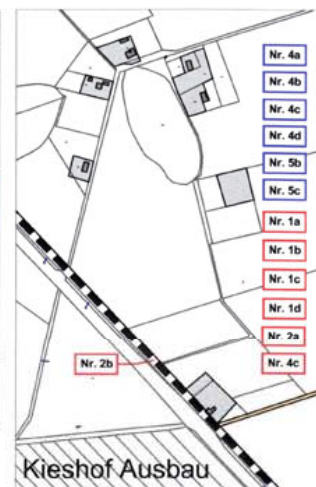 Nr. 4a
Nr. 4b
Nr. 4c
Nr. 4d
Nr. 5b
Nr. 5c
Nr. 1a
Nr. 1b
Nr. 1c
Nr. 1d
Nr. 2a
Nr. 2b
Nr. 4c
Kieshof Ausbau